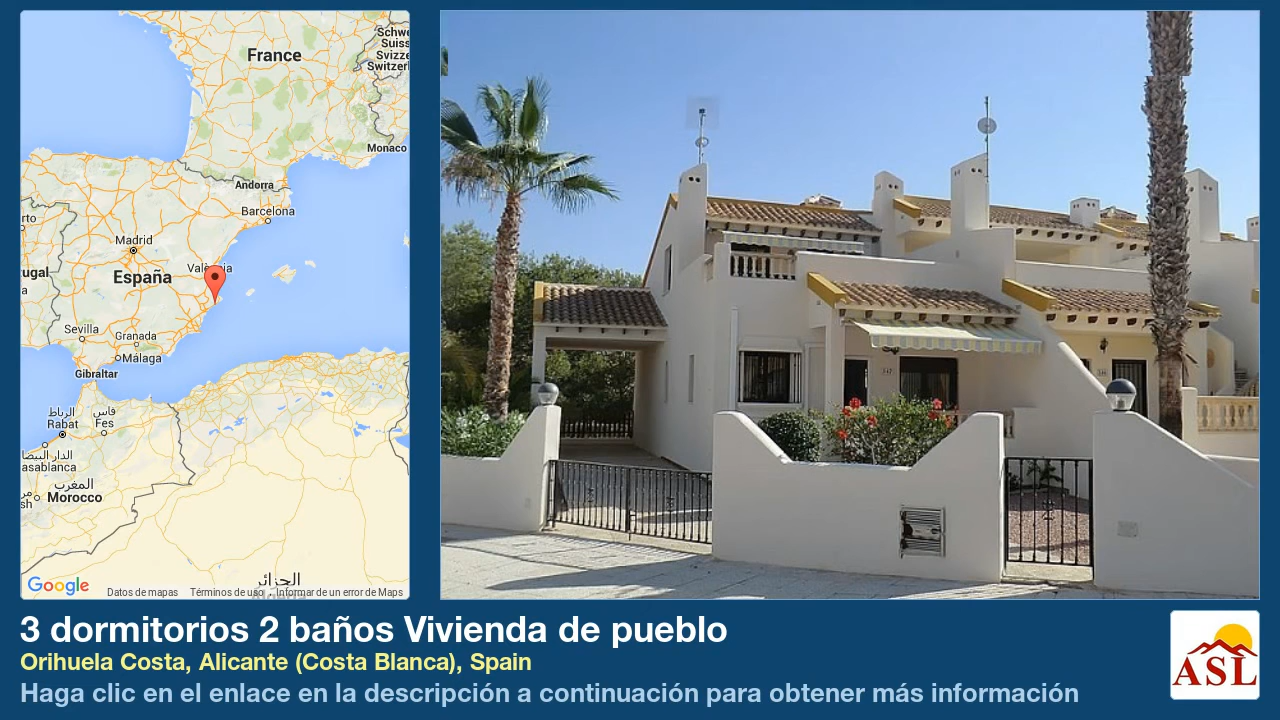 France
Schwe
Suiss
Svizze
Switzerl
Monaco
Andorra
Barcelona
rto
Madrid
tugal
España
a
Sevilla
Granada
Málaga
Gibraltar
الرباط
Rabat
فاس
Fes
الدار البيضا
asablanca
المغرب
Morocco
sh
الجزائر
Google
Datos de mapas
Términos de uso
Informar de un error de Maps
3 dormitorios 2 baños Vivienda de pueblo
Orihuela Costa, Alicante (Costa Blanca), Spain
Haga clic en el enlace en la descripción a continuación para obtener más información
ASL